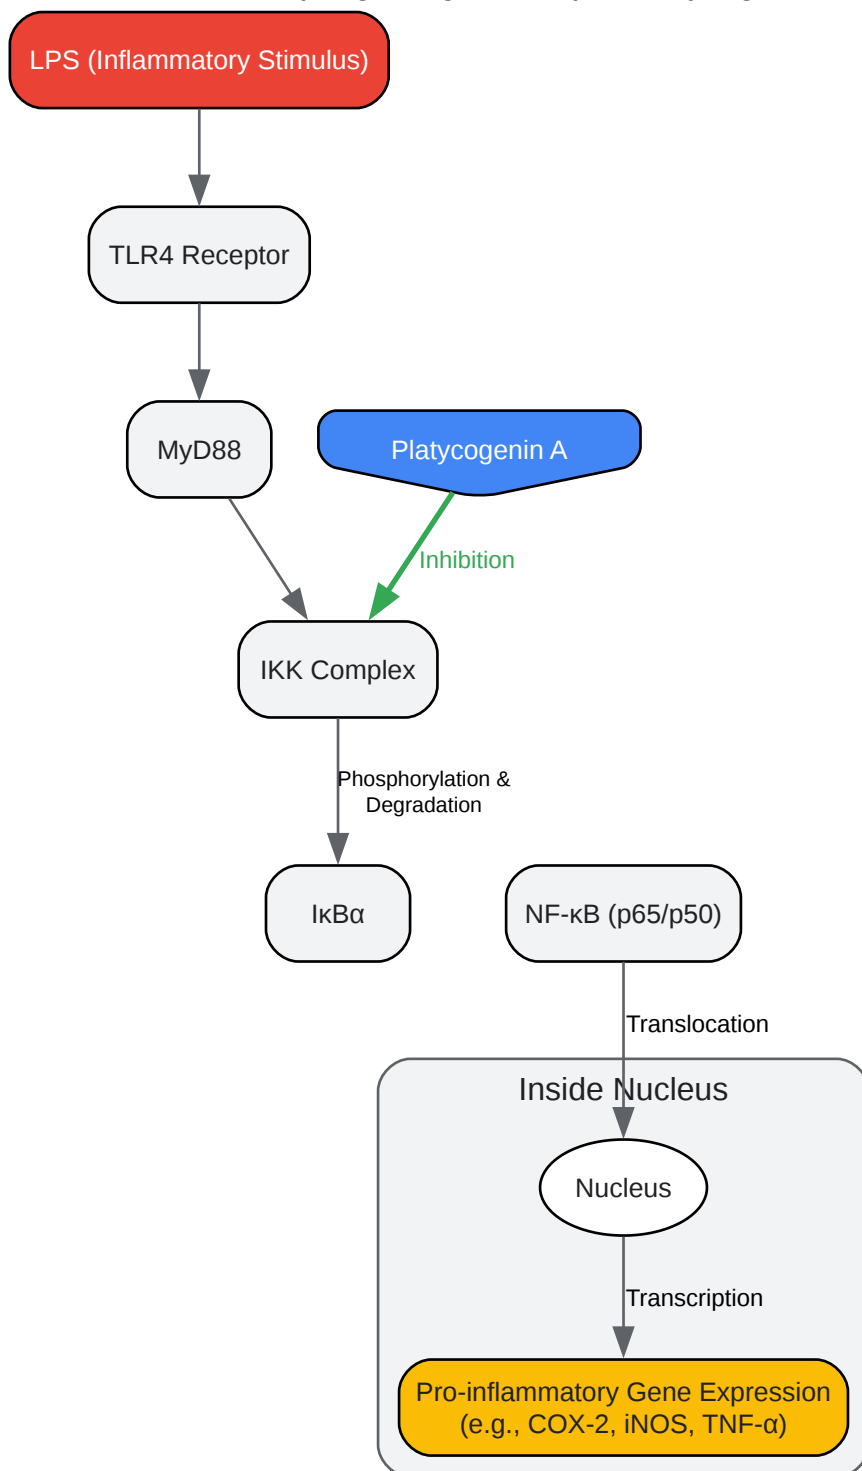 LPS (Inflammatory Stimulus)
TLR4 Receptor
MyD88
Platycogenin A
Inhibition
IKK Complex
Phosphorylation &
Degradation
IκBα
NF-κB (p65/p50)
Translocation
Inside Nucleus
Nucleus
Transcription
Pro-inflammatory Gene Expression
(e.g., COX-2, iNOS, TNF-α)